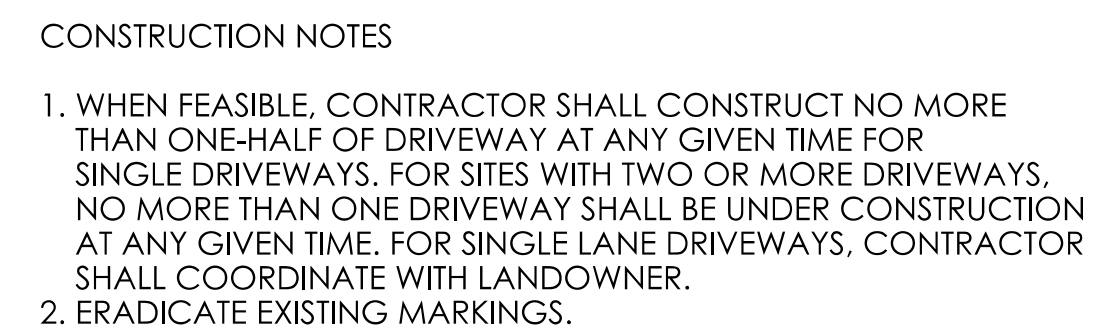 CONSTRUCTION NOTES
1. WHEN FEASIBLE, CONTRACTOR SHALL CONSTRUCT NO MORE
THAN ONE-HALF OF DRIVEWAY AT ANY GIVEN TIME FOR
SINGLE DRIVEWAYS. FOR SITES WITH TWO OR MORE DRIVEWAYS,
NO MORE THAN ONE DRIVEWAY SHALL BE UNDER CONSTRUCTION
AT ANY GIVEN TIME. FOR SINGLE LANE DRIVEWAYS, CONTRACTOR
SHALL COORDINATE WITH LANDOWNER.
2. ERADICATE EXISTING MARKINGS.